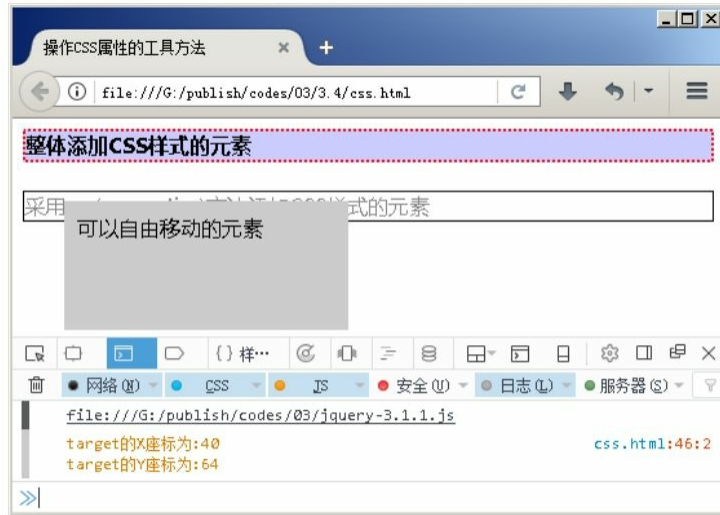 操作CSS属性的工具方法
file:///G:/publish/codes/03/3.4/css.html
整体添加CSS样式的元素
采用 样式的元素
可以自由移动的元素
{} 样…
网络(N) CSS JS 安全(U) 日志(L) 服务器(S)
file:///G:/publish/codes/03/jquery-3.1.1.js
target的X座标为:40 css.html:46:2
target的Y座标为:64